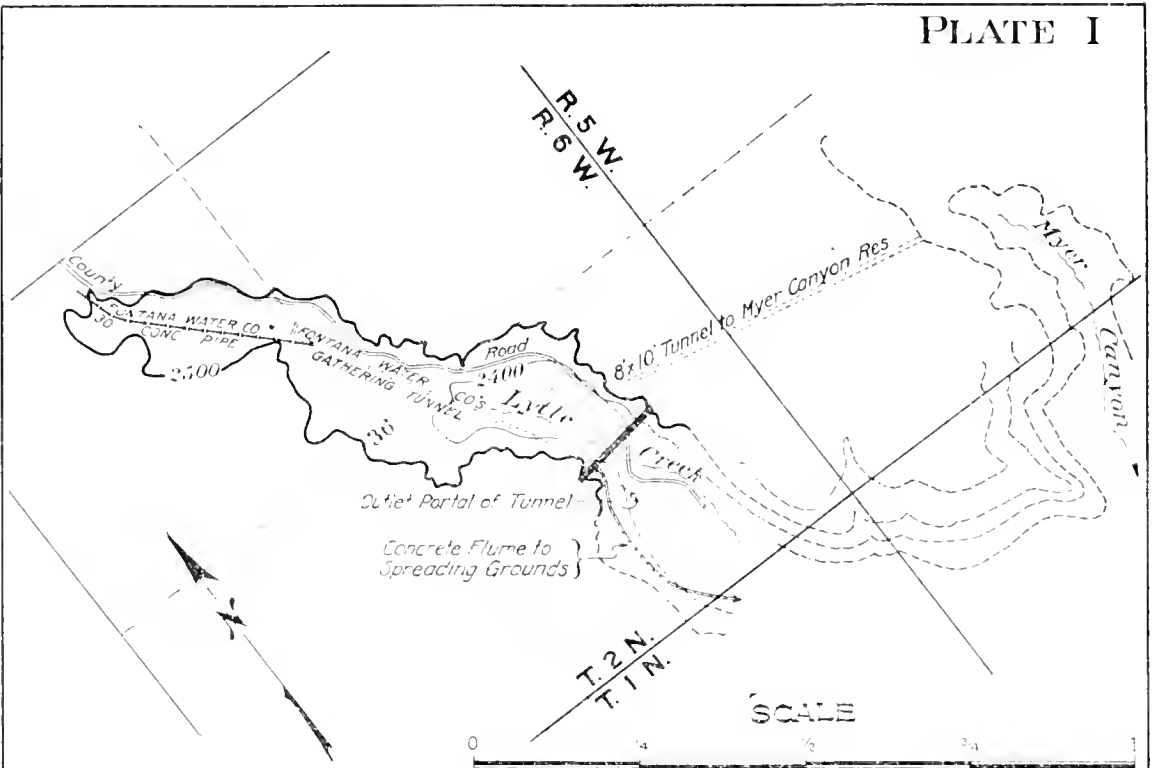 PLATE I
R. 5 W.
R. 6 W.
Myer
Canyon
8'x10' Tunnel to Myer Canyon Res
County
Road
FONTANA WATER CO.
30
CONC PIPE
FONTANA WATER
GATHERING TUNNEL
CO'S
2500
2400
36
Lytle
Creek
Outlet Portal of Tunnel
Concrete Flume to
Spreading Grounds
T. 2 N.
T. 1 N.
SCALE
0 1/4 1/2 3/4 1